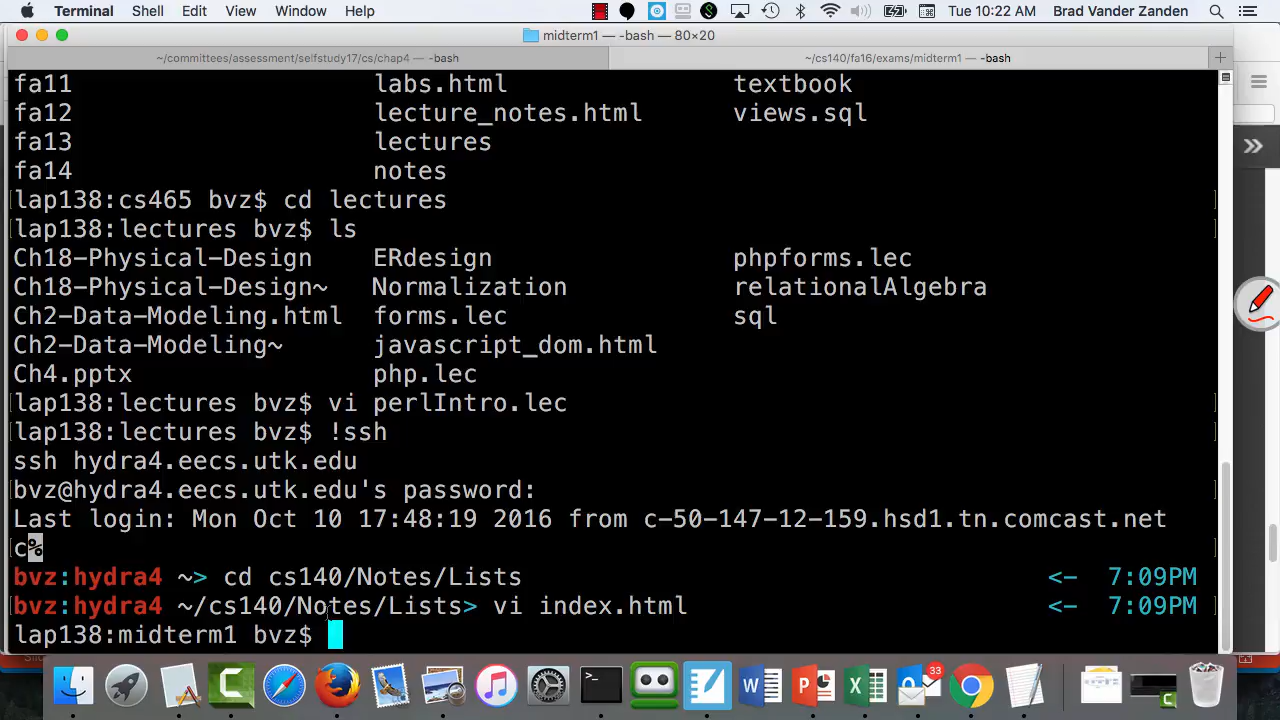 Terminal Shell Edit View Window Help Tue 10:22 AM Brad Vander Zanden
midterm1 — -bash — 80×20
~/committees/assessment/selfstudy17/cs/chap4 — -bash ~/cs140/fa16/exams/midterm1 — -bash
fa11 labs.html textbook
fa12 lecture_notes.html views.sql
fa13 lectures
fa14 notes
lap138:cs465 bvz$ cd lectures
lap138:lectures bvz$ ls
Ch18-Physical-Design ERdesign phpforms.lec
Ch18-Physical-Design~ Normalization relationalAlgebra
Ch2-Data-Modeling.html forms.lec sql
Ch2-Data-Modeling~ javascript_dom.html
Ch4.pptx php.lec
lap138:lectures bvz$ vi perlIntro.lec
lap138:lectures bvz$ !ssh
ssh hydra4.eecs.utk.edu
bvz@hydra4.eecs.utk.edu's password:
Last login: Mon Oct 10 17:48:19 2016 from c-50-147-12-159.hsd1.tn.comcast.net
c%
bvz:hydra4 ~> cd cs140/Notes/Lists <- 7:09PM
bvz:hydra4 ~/cs140/Notes/Lists> vi index.html <- 7:09PM
lap138:midterm1 bvz$
33